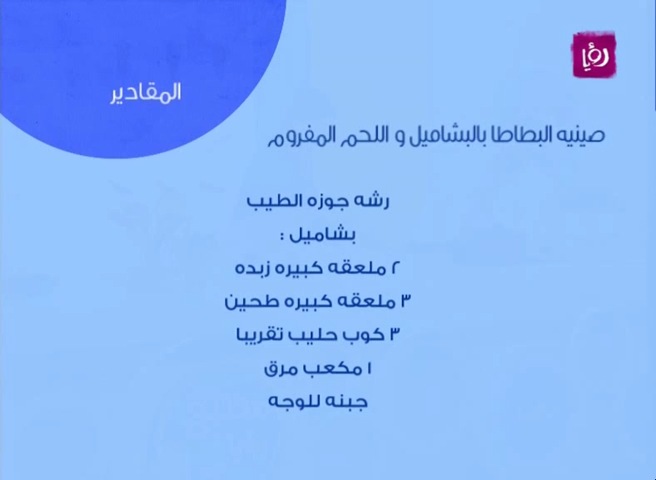 رؤيا
المقادير
صينيه البطاطا بالبشاميل و اللحم المفروم
رشه جوزه الطيب
بشاميل :
٢ ملعقه كبيره زبده
٣ ملعقه كبيره طحين
٣ كوب حليب تقريبا
١ مكعب مرق
جبنه للوجه